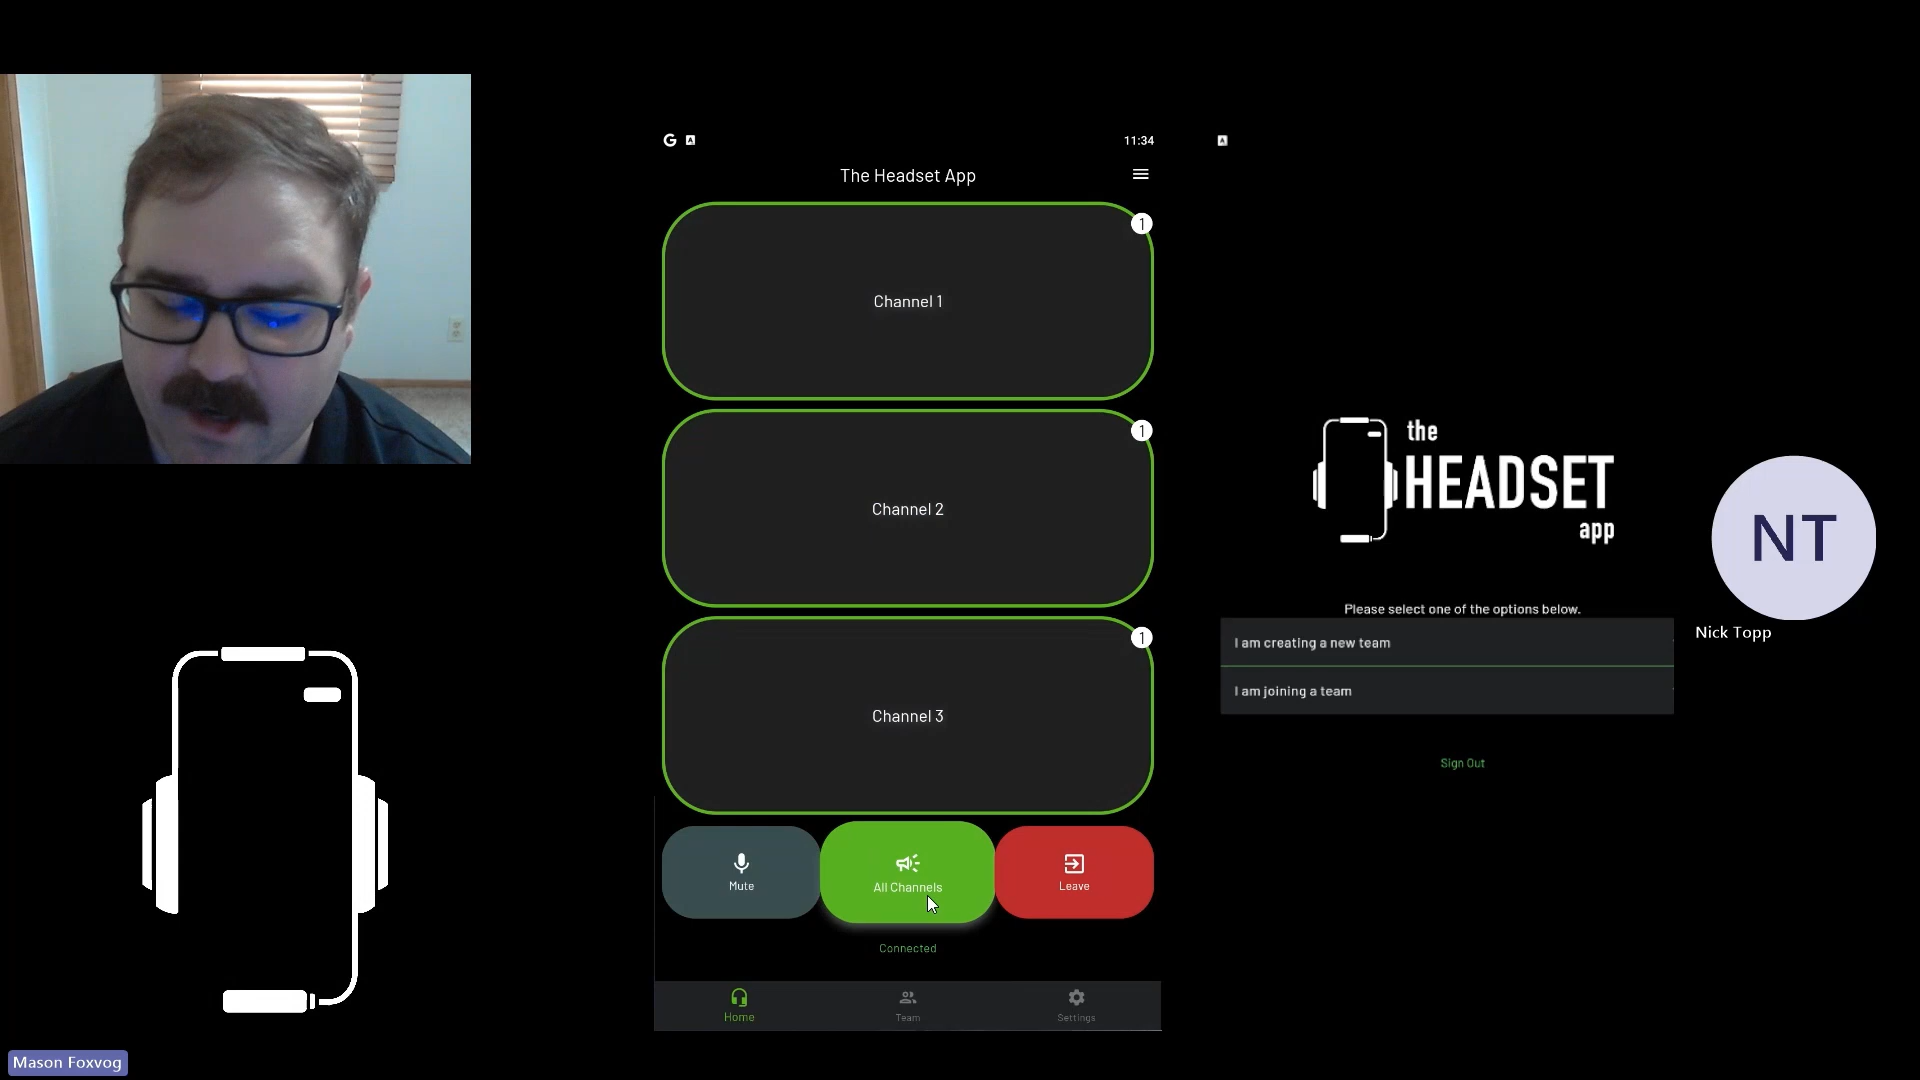 11:34
The Headset App
1
Channel 1
1
Channel 2
1
Channel 3
Mute
All Channels
Leave
Connected
Home
Team
Settings
the
HEADSET
app
Please select one of the options below.
I am creating a new team
I am joining a team
Sign Out
NT
Nick Topp
Mason Foxvog